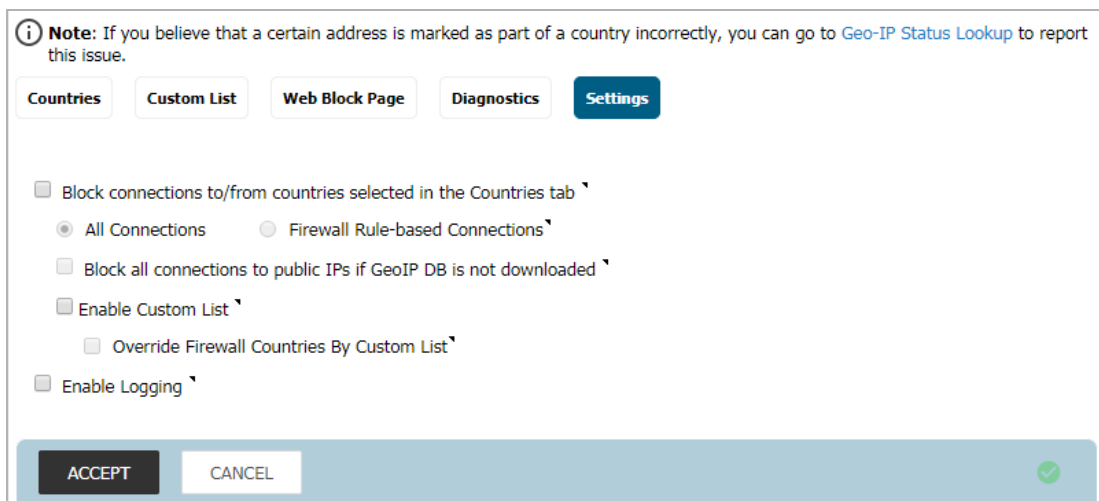 Note: If you believe that a certain address is marked as part of a country incorrectly, you can go to Geo-IP Status Lookup to report
this issue.
Countries Custom List Web Block Page Diagnostics Settings
Block connections to/from countries selected in the Countries tab
All Connections Firewall Rule-based Connections
Block all connections to public IPs if GeoIP DB is not downloaded
Enable Custom List
Override Firewall Countries By Custom List
Enable Logging
ACCEPT CANCEL